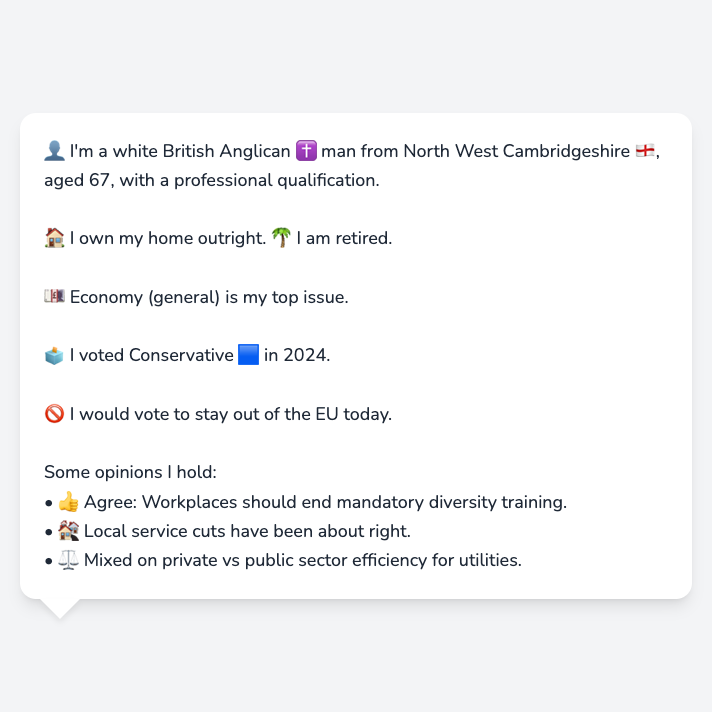 👤 I'm a white British Anglican ✝️ man from North West Cambridgeshire 🏴󠁧󠁢󠁥󠁮󠁧󠁿,
aged 67, with a professional qualification.
🏠 I own my home outright. 🌴 I am retired.
💷 Economy (general) is my top issue.
🗳️ I voted Conservative 🟦 in 2024.
🚫 I would vote to stay out of the EU today.
Some opinions I hold:
• 👍 Agree: Workplaces should end mandatory diversity training.
• 🏚️ Local service cuts have been about right.
• ⚖️ Mixed on private vs public sector efficiency for utilities.